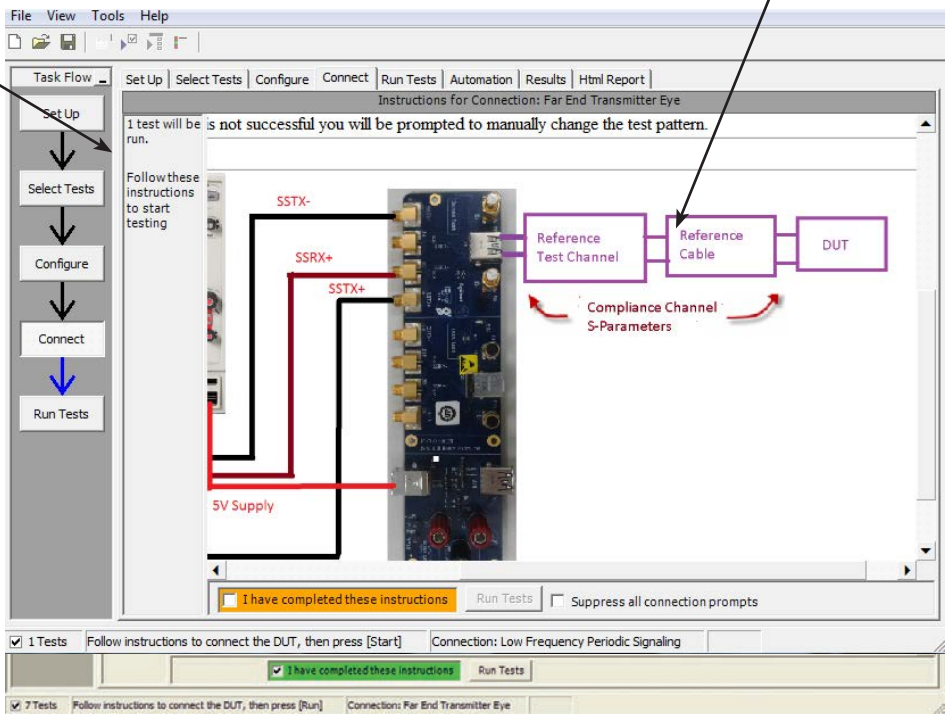 File View Tools Help
Task Flow
Set Up
Select Tests
Configure
Connect
Run Tests
Set Up Select Tests Configure Connect Run Tests Automation Results Html Report
Instructions for Connection: Far End Transmitter Eye
1 test will be run.
Follow these
instructions
to start
testing
is not successful you will be prompted to manually change the test pattern.
SSTX-
SSRX+
SSTX+
5V Supply
Reference
Test Channel
Reference
Cable
DUT
Compliance Channel
S-Parameters
I have completed these instructions Run Tests Suppress all connection prompts
1 Tests Follow instructions to connect the DUT, then press [Start] Connection: Low Frequency Periodic Signaling
I have completed these instructions Run Tests
7 Tests Follow instructions to connect the DUT, then press [Run] Connection: Far End Transmitter Eye